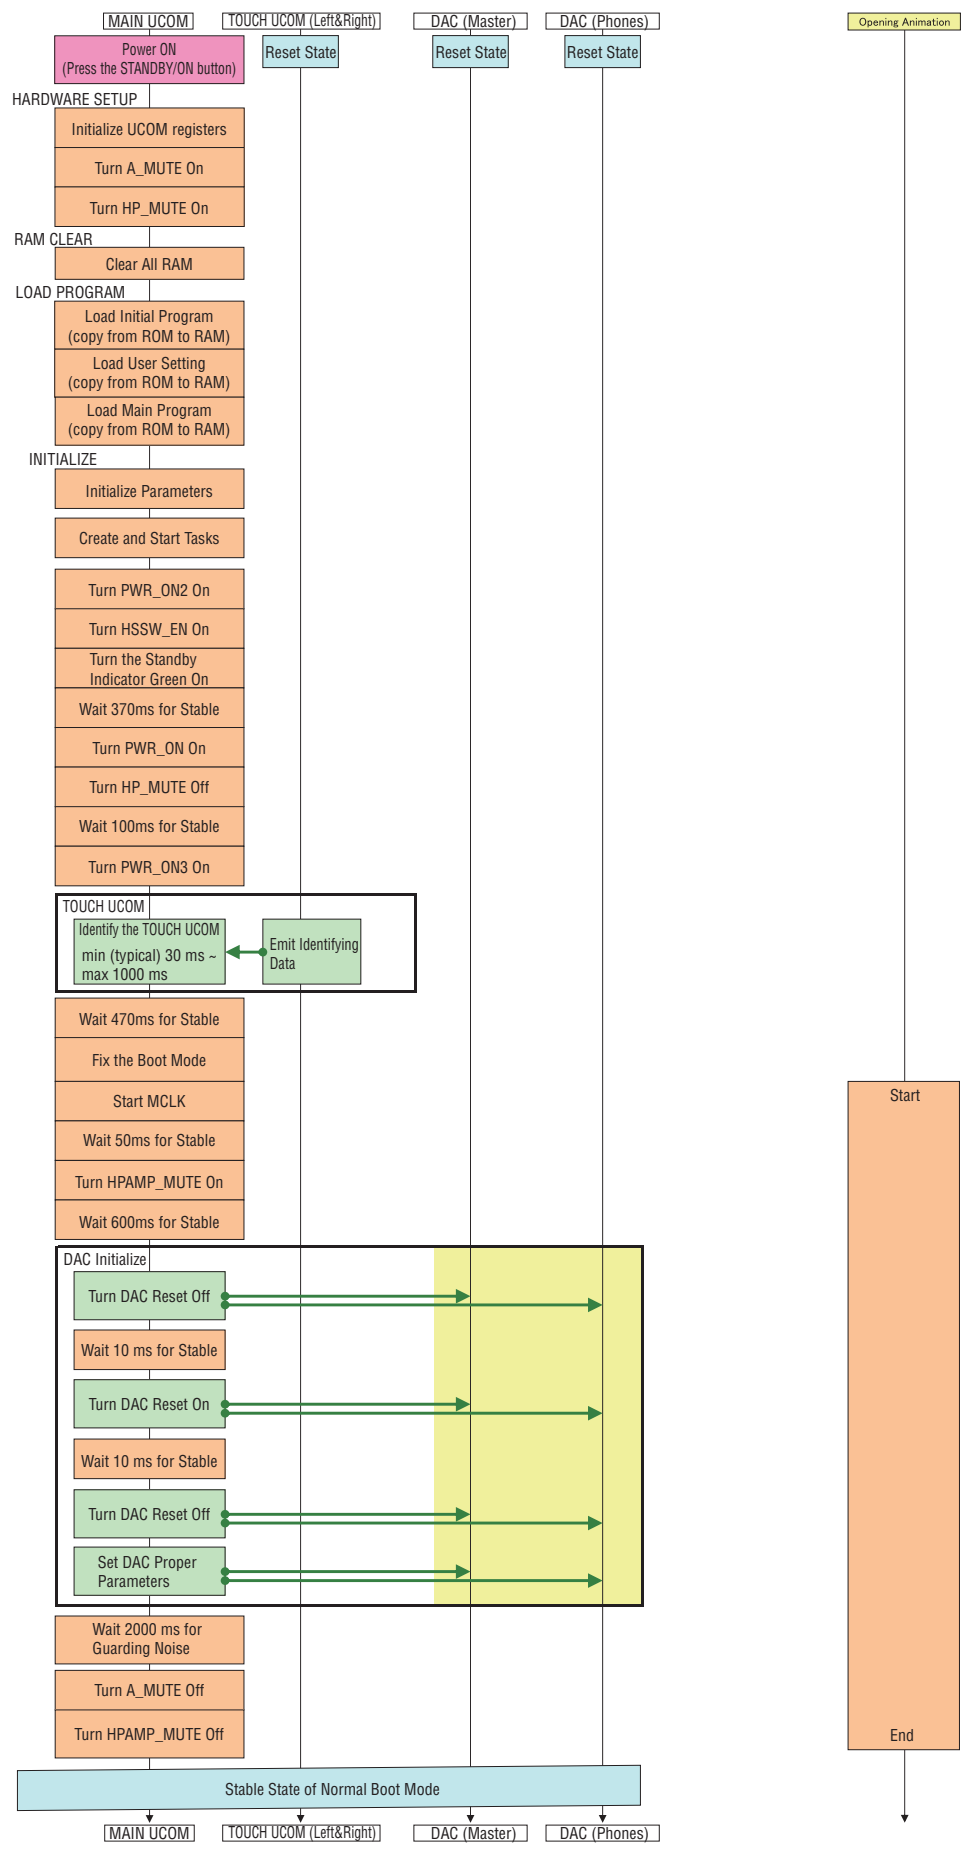 MAIN UCOM
TOUCH UCOM (Left&Right)
DAC (Master)
DAC (Phones)
Opening Animation
Power ON
(Press the STANDBY/ON button)
Reset State
Reset State
Reset State
HARDWARE SETUP
Initialize UCOM registers
Turn A_MUTE On
Turn HP_MUTE On
RAM CLEAR
Clear All RAM
LOAD PROGRAM
Load Initial Program
(copy from ROM to RAM)
Load User Setting
(copy from ROM to RAM)
Load Main Program
(copy from ROM to RAM)
INITIALIZE
Initialize Parameters
Create and Start Tasks
Turn PWR_ON2 On
Turn HSSW_EN On
Turn the Standby
Indicator Green On
Wait 370ms for Stable
Turn PWR_ON On
Turn HP_MUTE Off
Wait 100ms for Stable
Turn PWR_ON3 On
TOUCH UCOM
Identify the TOUCH UCOM
min (typical) 30 ms ~
max 1000 ms
Emit Identifying
Data
Wait 470ms for Stable
Fix the Boot Mode
Start MCLK
Start
Wait 50ms for Stable
Turn HPAMP_MUTE On
Wait 600ms for Stable
DAC Initialize
Turn DAC Reset Off
Wait 10 ms for Stable
Turn DAC Reset On
Wait 10 ms for Stable
Turn DAC Reset Off
Set DAC Proper
Parameters
Wait 2000 ms for
Guarding Noise
Turn A_MUTE Off
Turn HPAMP_MUTE Off
End
Stable State of Normal Boot Mode
MAIN UCOM
TOUCH UCOM (Left&Right)
DAC (Master)
DAC (Phones)